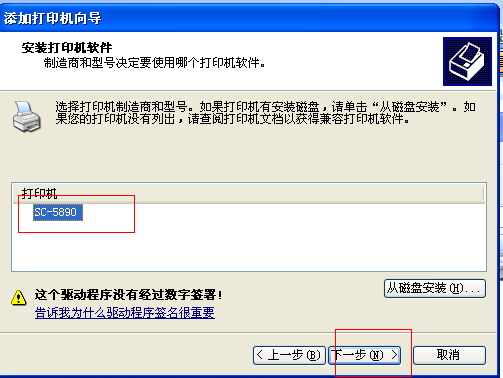 添加打印机向导
安装打印机软件
制造商和型号决定要使用哪个打印机软件。
选择打印机制造商和型号。如果打印机有安装磁盘,请单击“从磁盘安装”。如
果您的打印机没有列出,请查阅打印机文档以获得兼容打印机软件。
打印机
SC-5890
从磁盘安装(H)...
这个驱动程序没有经过数字签署!
告诉我为什么驱动程序签名很重要
< 上一步(B)
下一步(N) >
取消